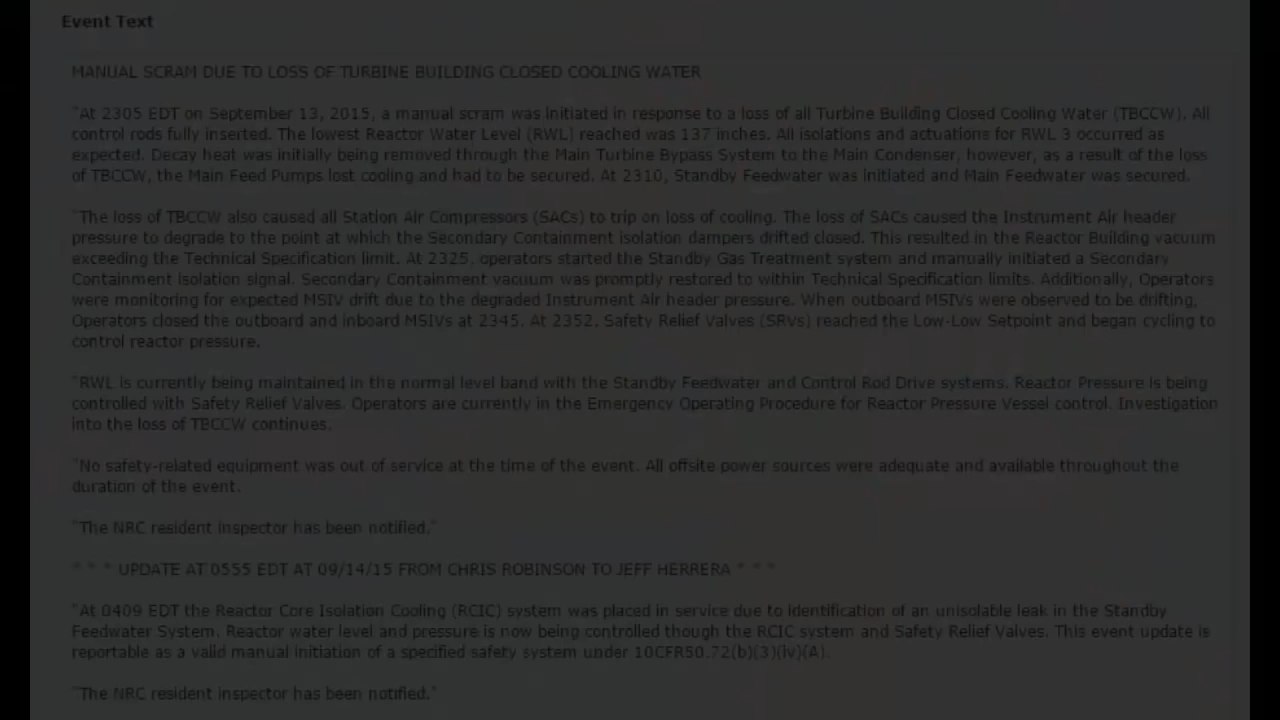 Event Text
MANUAL SCRAM DUE TO LOSS OF TURBINE BUILDING CLOSED COOLING WATER
"At 2305 EDT on September 13, 2015, a manual scram was initiated in response to a loss of all Turbine Building Closed Cooling Water (TBCCW). All
control rods fully inserted. The lowest Reactor Water Level (RWL) reached was 137 inches. All isolations and actuations for RWL 3 occurred as
expected. Decay heat was initially being removed through the Main Turbine Bypass System to the Main Condenser, however, as a result of the loss
of TBCCW, the Main Feed Pumps lost cooling and had to be secured. At 2310, Standby Feedwater was initiated and Main Feedwater was secured.
"The loss of TBCCW also caused all Station Air Compressors (SACs) to trip on loss of cooling. The loss of SACs caused the Instrument Air header
pressure to degrade to the point at which the Secondary Containment isolation dampers drifted closed. This resulted in the Reactor Building vacuum
exceeding the Technical Specification limit. At 2325, operators started the Standby Gas Treatment system and manually initiated a Secondary
Containment isolation signal. Secondary Containment vacuum was promptly restored to within Technical Specification limits. Additionally, Operators
were monitoring for expected MSIV drift due to the degraded Instrument Air header pressure. When outboard MSIVs were observed to be drifting,
Operators closed the outboard and inboard MSIVs at 2345. At 2352, Safety Relief Valves (SRVs) reached the Low-Low Setpoint and began cycling to
control reactor pressure.
"RWL is currently being maintained in the normal level band with the Standby Feedwater and Control Rod Drive systems. Reactor Pressure is being
controlled with Safety Relief Valves. Operators are currently in the Emergency Operating Procedure for Reactor Pressure Vessel control. Investigation
into the loss of TBCCW continues.
"No safety-related equipment was out of service at the time of the event. All offsite power sources were adequate and available throughout the
duration of the event.
"The NRC resident inspector has been notified."
* * * UPDATE AT 0555 EDT AT 09/14/15 FROM CHRIS ROBINSON TO JEFF HERRERA * * *
"At 0409 EDT the Reactor Core Isolation Cooling (RCIC) system was placed in service due to identification of an unisolable leak in the Standby
Feedwater System. Reactor water level and pressure is now being controlled though the RCIC system and Safety Relief Valves. This event update is
reportable as a valid manual initiation of a specified safety system under 10CFR50.72(b)(3)(iv)(A).
"The NRC resident inspector has been notified."